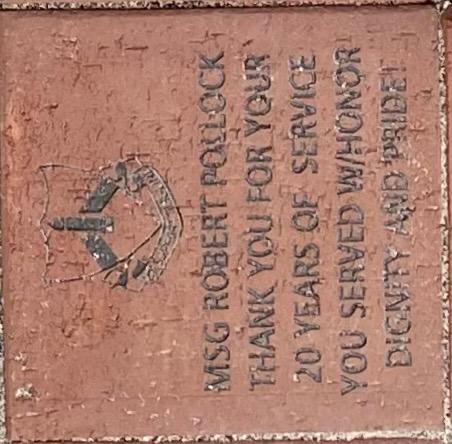 MSG ROBERT POLLOCK
THANK YOU FOR YOUR
20 YEARS OF SERVICE
YOU SERVED W/HONOR
DIGNITY AND PRIDE!